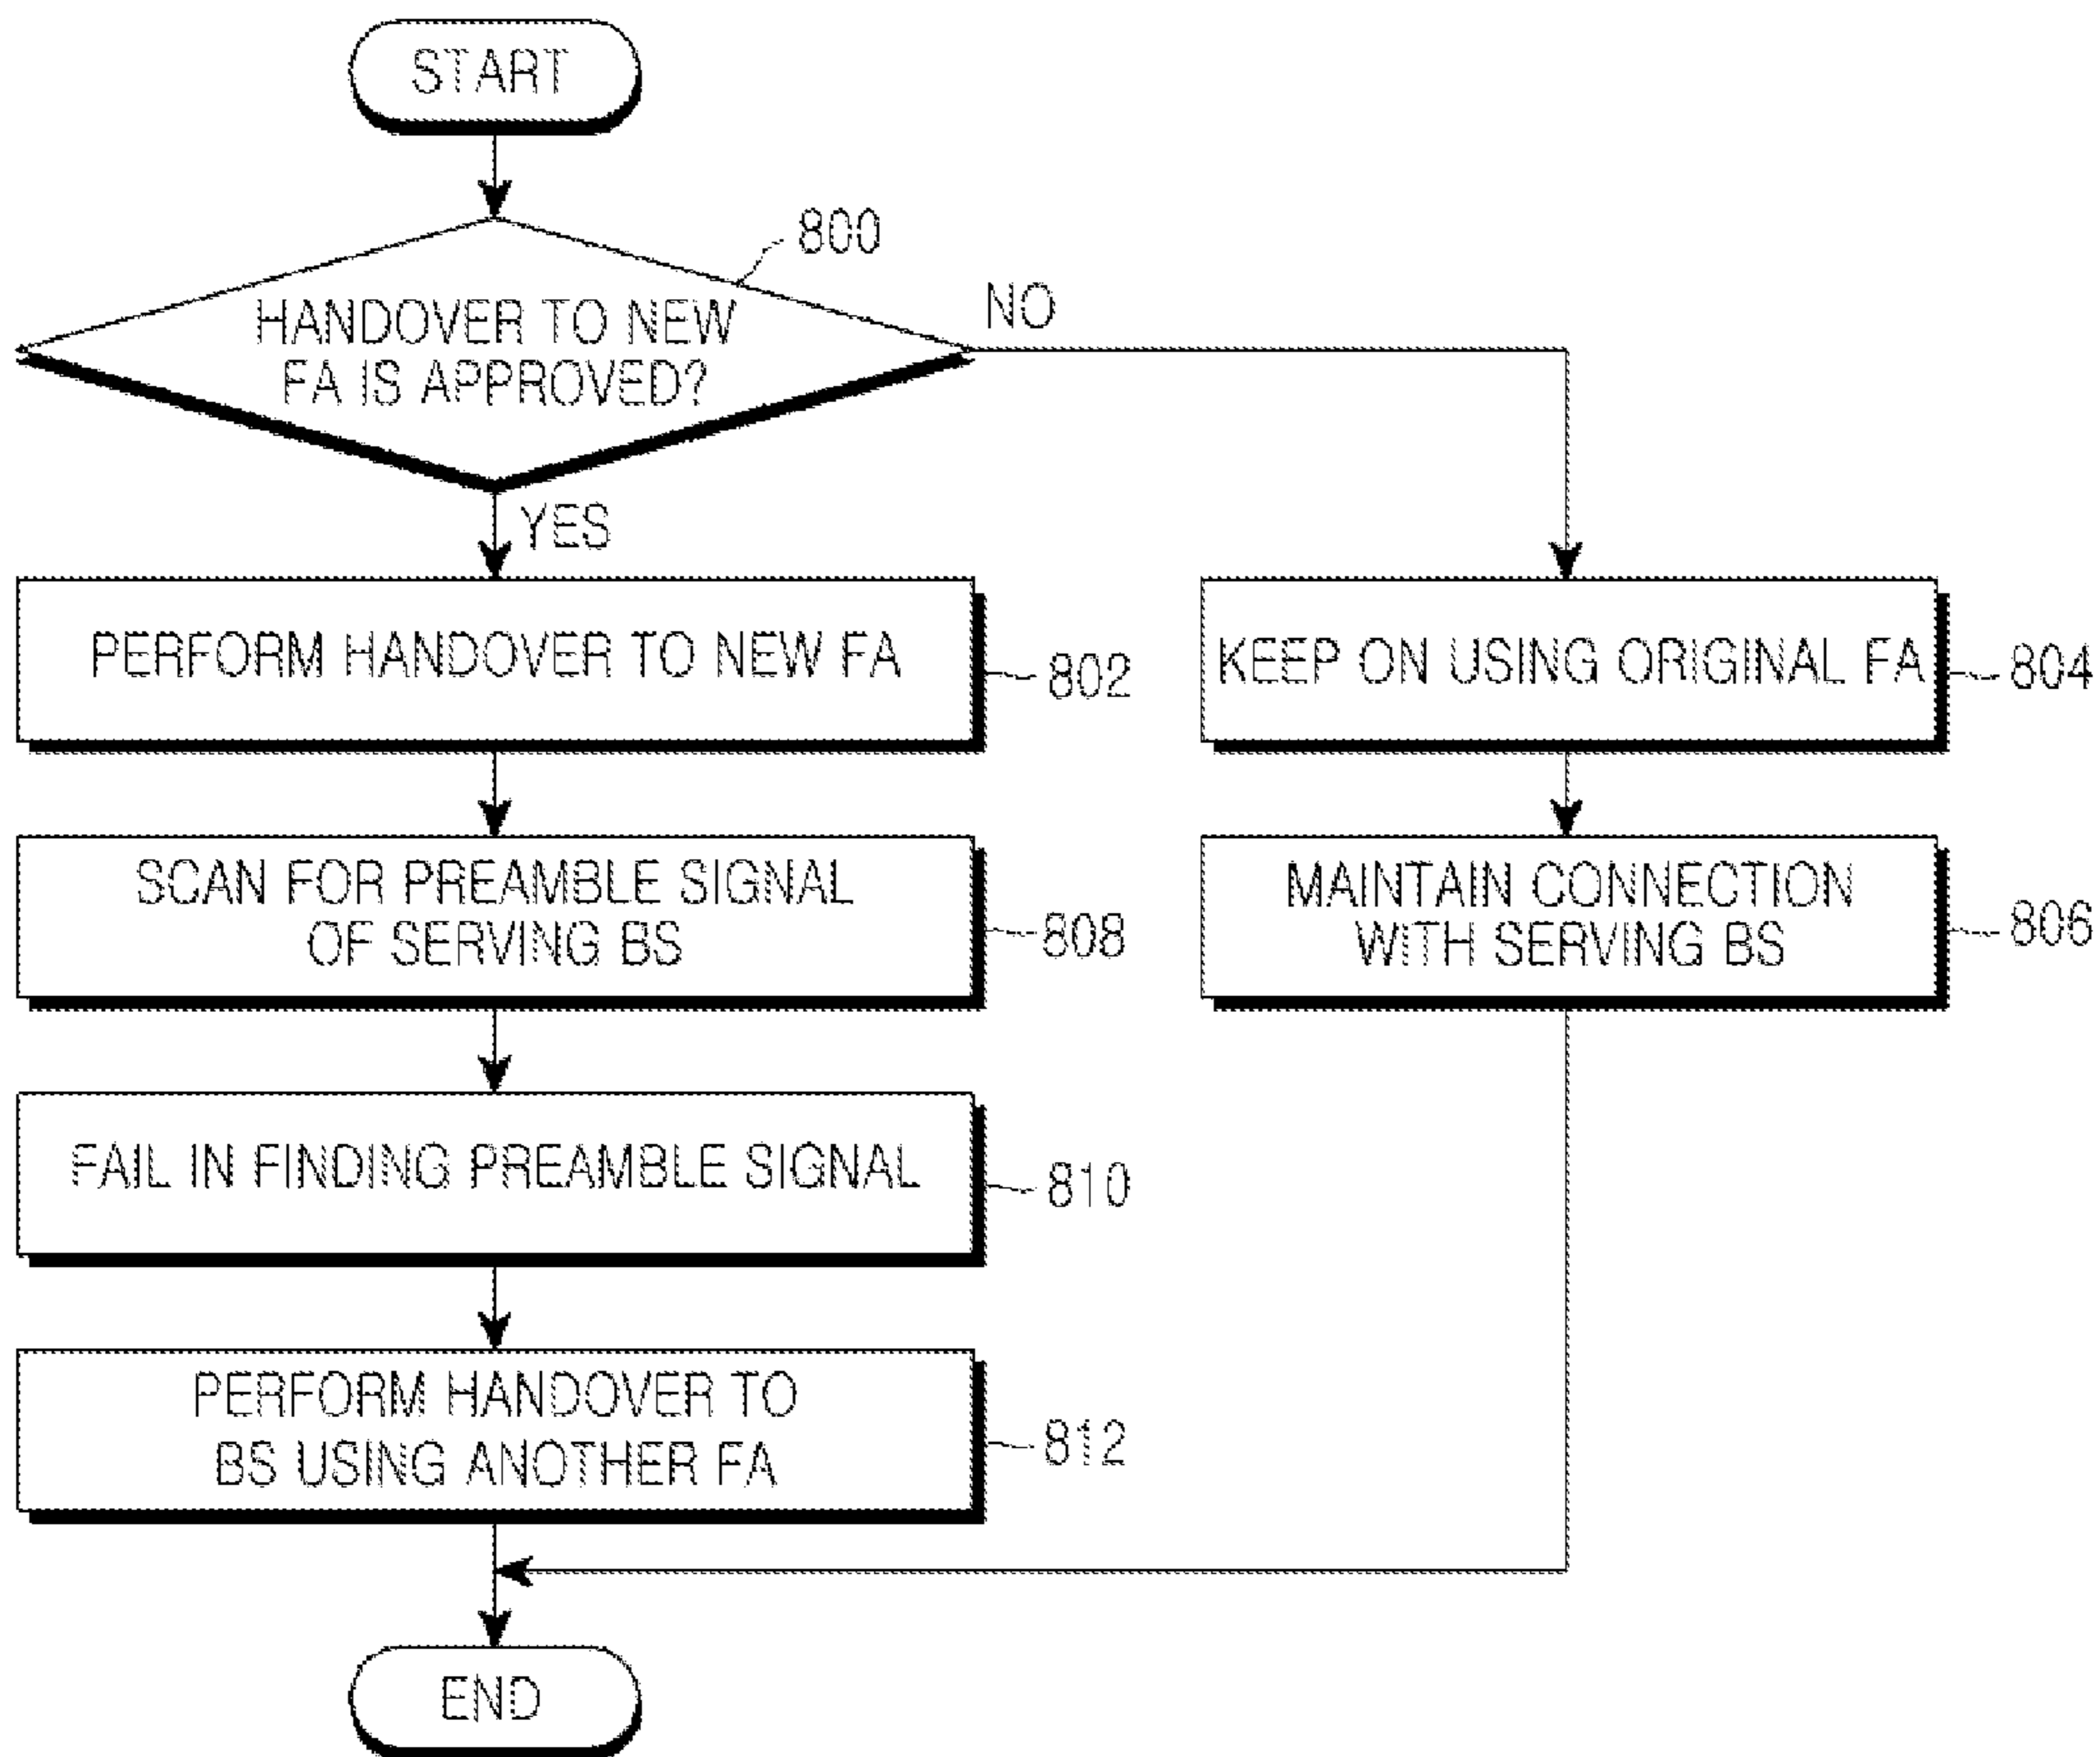 START
800
HANDOVER TO NEW
FA IS APPROVED?
NO
YES
PERFORM HANDOVER TO NEW FA
802
KEEP ON USING ORIGINAL FA
804
SCAN FOR PREAMBLE SIGNAL
OF SERVING BS
808
MAINTAIN CONNECTION
WITH SERVING BS
806
FAIL IN FINDING PREAMBLE SIGNAL
810
PERFORM HANDOVER TO
BS USING ANOTHER FA
812
END